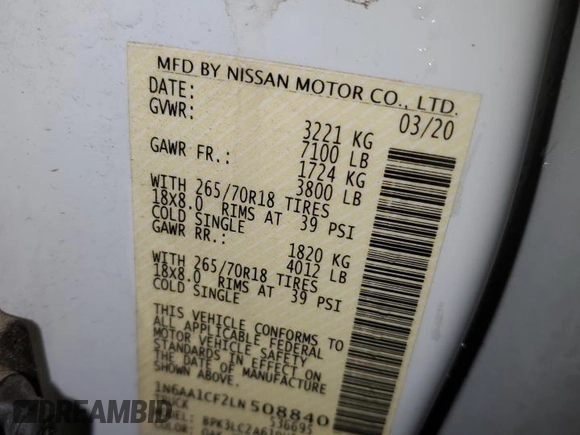 MFD BY NISSAN MOTOR CO., LTD.
DATE: 03/20
GVWR: 3221 KG
7100 LB
GAWR FR.: 1724 KG
3800 LB
WITH 265/70R18 TIRES
18X8.0 RIMS AT 39 PSI
COLD SINGLE
GAWR RR.: 1820 KG
4012 LB
WITH 265/70R18 TIRES
18X8.0 RIMS AT 39 PSI
COLD SINGLE
THIS VEHICLE CONFORMS TO
ALL APPLICABLE FEDERAL
MOTOR VEHICLE SAFETY
STANDARDS IN EFFECT ON
THE DATE OF MANUFACTURE
SHOWN ABOVE.
1N6AA1CF2LN508840
536695
DREAMBID